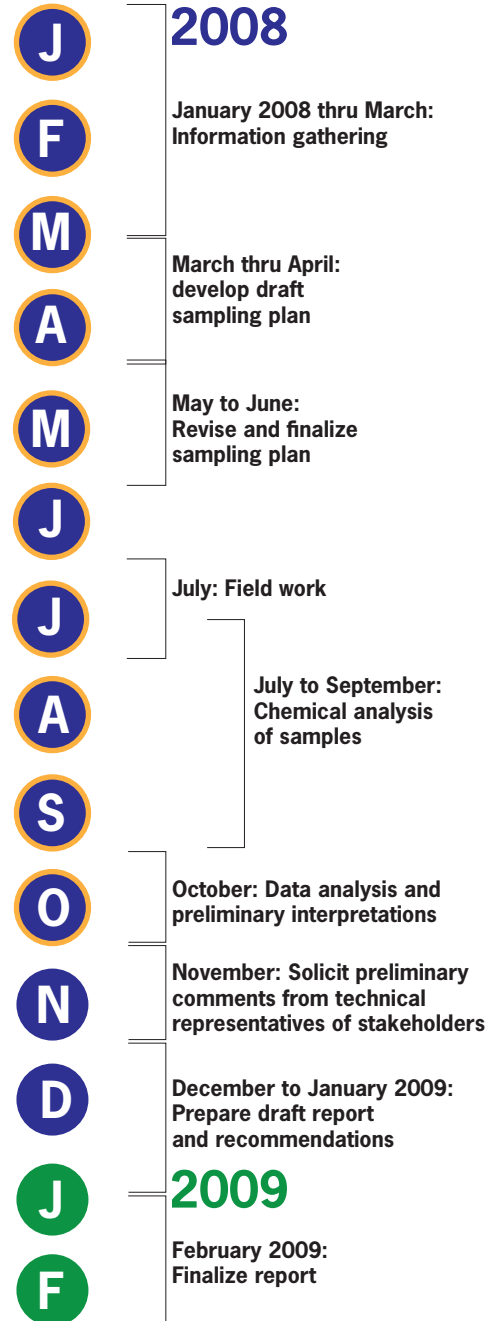 J
2008
F
January 2008 thru March:
Information gathering
M
March thru April:
develop draft
sampling plan
A
M
May to June:
Revise and finalize
sampling plan
J
J
July: Field work
A
July to September:
Chemical analysis
of samples
S
O
October: Data analysis and
preliminary interpretations
N
November: Solicit preliminary
comments from technical
representatives of stakeholders
D
December to January 2009:
Prepare draft report
and recommendations
J
2009
F
February 2009:
Finalize report